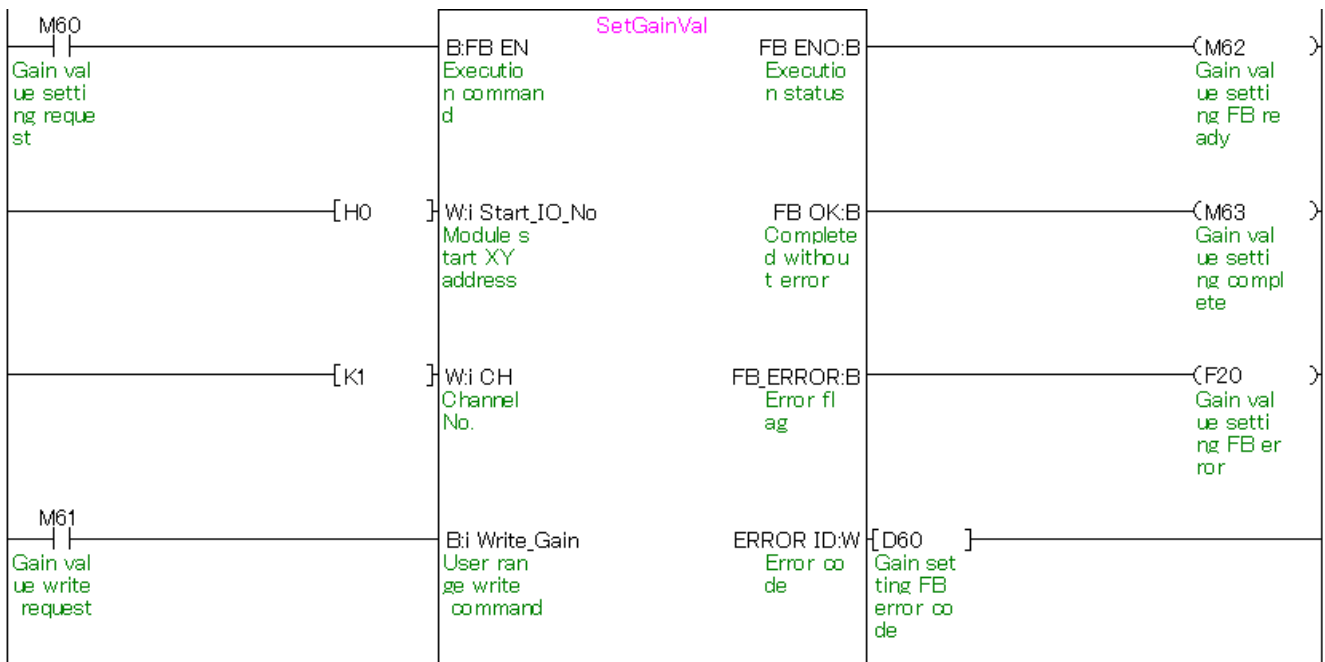 M60
SetGainVal
B:FB EN
FB ENO:B
(M62 )
Gain val
ue setti
ng reque
st
Executio
n comman
d
Executio
n status
Gain val
ue setti
ng FB re
ady
[H0 ]
W:i Start_IO_No
FB OK:B
(M63 )
Module s
tart XY
address
Complete
d withou
t error
Gain val
ue setti
ng compl
ete
[K1 ]
W:i CH
FB_ERROR:B
(F20 )
Channel
No.
Error fl
ag
Gain val
ue setti
ng FB er
ror
M61
B:i Write_Gain
ERROR ID:W
[D60 ]
Gain val
ue write
request
User ran
ge write
command
Error co
de
Gain set
ting FB
error co
de